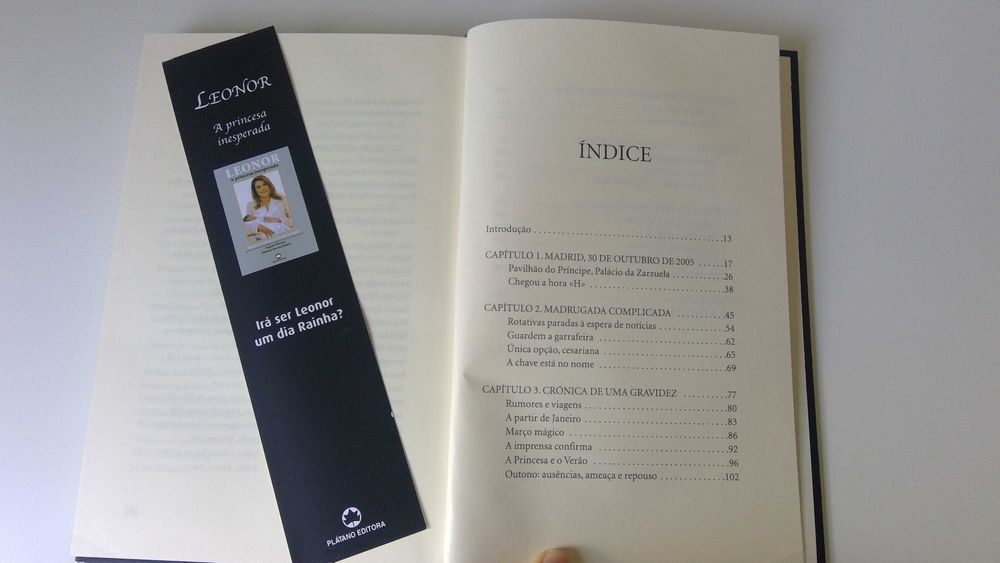 LEONOR
A princesa
inesperada
LEONOR
A princesa inesperada
Irá ser Leonor
um dia Rainha?
PLÁTANO EDITORA
ÍNDICE
Introdução ........................................13
CAPÍTULO 1. MADRID, 30 DE OUTUBRO DE 2005 ......17
Pavilhão do Príncipe, Palácio da Zarzuela ............26
Chegou a hora «H» ..............................38
CAPÍTULO 2. MADRUGADA COMPLICADA ...........45
Rotativas paradas à espera de notícias ...............54
Guardem a garrafeira ............................62
Única opção, cesariana ...........................65
A chave está no nome ............................69
CAPÍTULO 3. CRÓNICA DE UMA GRAVIDEZ .........77
Rumores e viagens ..............................80
A partir de Janeiro ...............................83
Março mágico ..................................86
A imprensa confirma ............................92
A Princesa e o Verão .............................96
Outono: ausências, ameaça e repouso ..............102